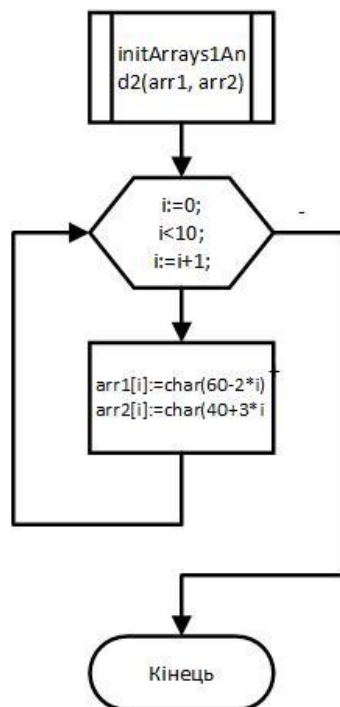 initArrays1An
d2(arr1, arr2)
i:=0;
-
i<10;
i:=i+1;
+
arr1[i]:=char(60-2*i)
arr2[i]:=char(40+3*i
Кінець